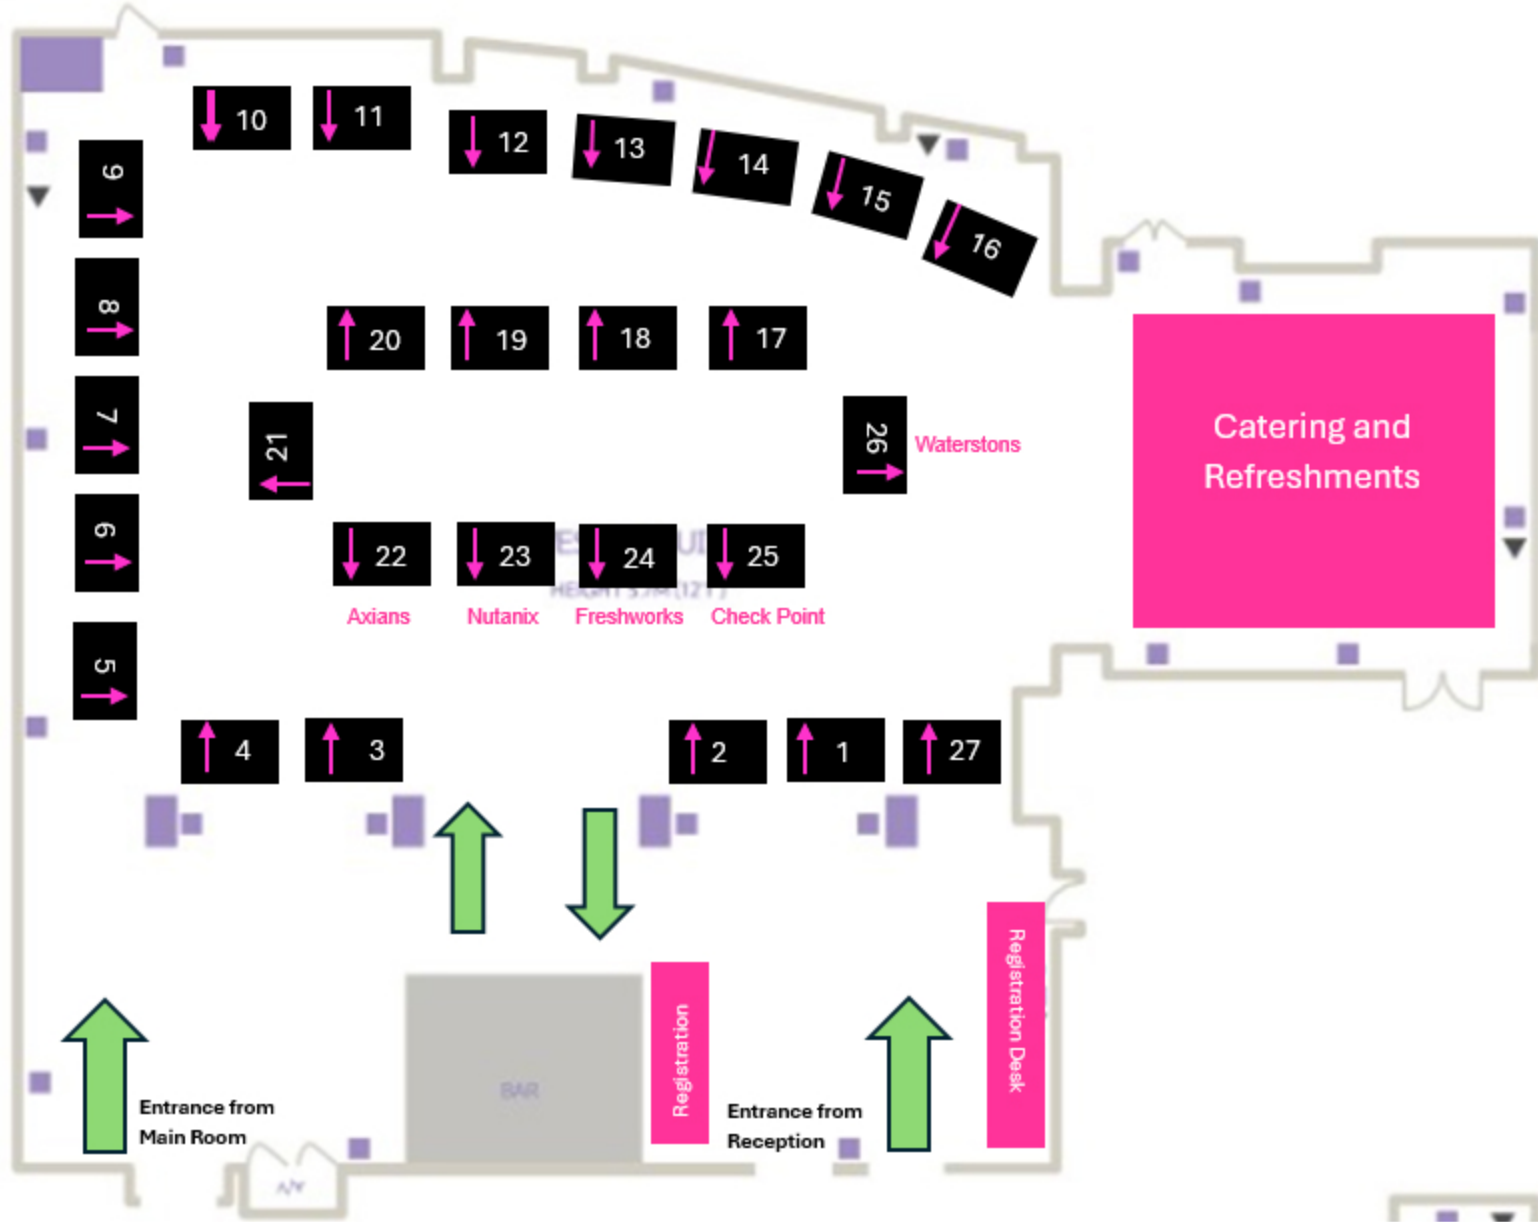 10
11
12
13
14
15
16
9
8
7
6
5
20
19
18
17
21
26
Waterstons
Catering and
Refreshments
22
23
24
25
Axians
Nutanix
Freshworks
Check Point
4
3
2
1
27
Registration Desk
Registration
BAR
Entrance from
Main Room
Entrance from
Reception
A/V